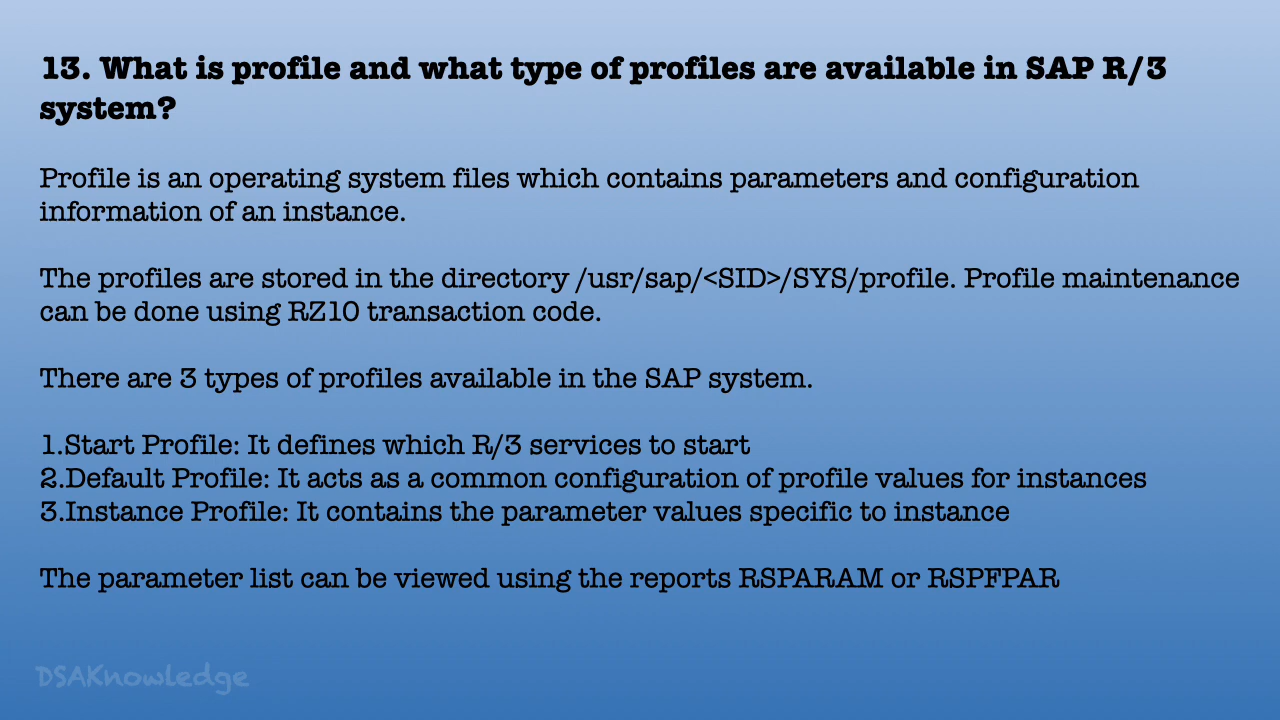 13. What is profile and what type of profiles are available in SAP R/3
system?
Profile is an operating system files which contains parameters and configuration
information of an instance.
The profiles are stored in the directory /usr/sap/<SID>/SYS/profile. Profile maintenance
can be done using RZ10 transaction code.
There are 3 types of profiles available in the SAP system.
1.Start Profile: It defines which R/3 services to start
2.Default Profile: It acts as a common configuration of profile values for instances
3.Instance Profile: It contains the parameter values specific to instance
The parameter list can be viewed using the reports RSPARAM or RSPFPAR
DSAKnowledge